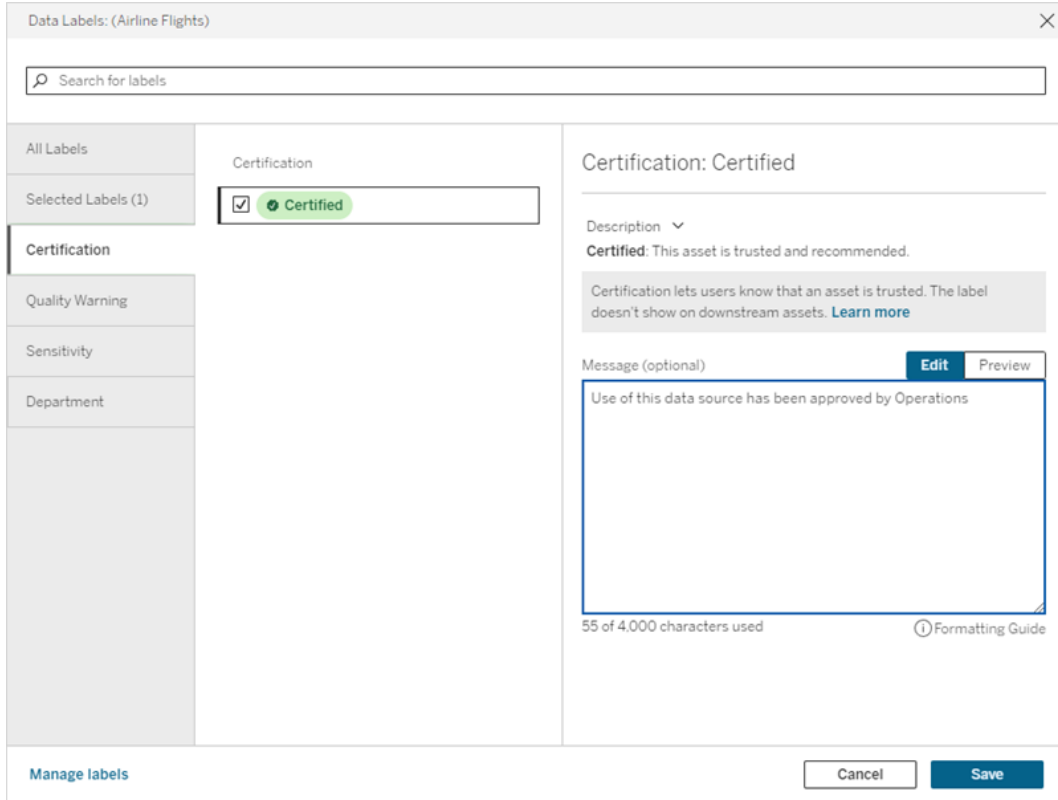 Data Labels: (Airline Flights)
Search for labels
All Labels
Selected Labels (1)
Certification
Quality Warning
Sensitivity
Department
Certification
Certified
Certification: Certified
Description
Certified: This asset is trusted and recommended.
Certification lets users know that an asset is trusted. The label
doesn't show on downstream assets. Learn more
Message (optional)
Edit
Preview
Use of this data source has been approved by Operations
55 of 4,000 characters used
Formatting Guide
Manage labels
Cancel
Save